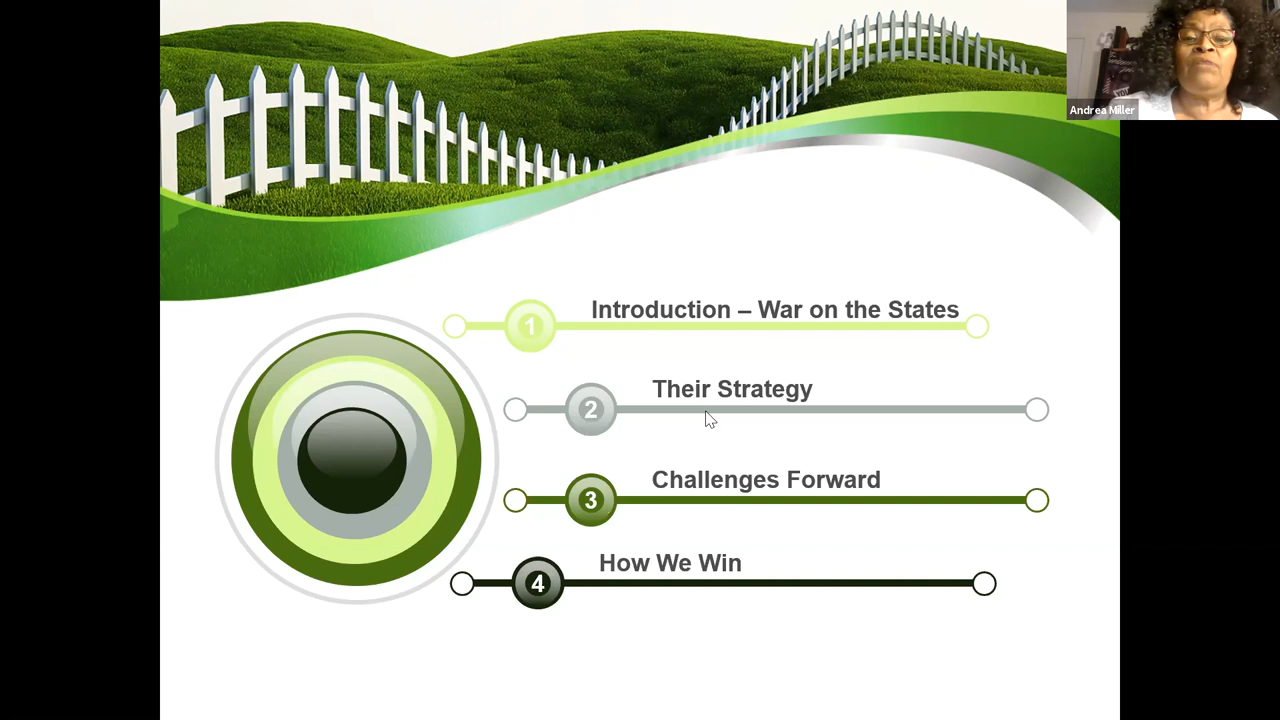 Andrea Miller
1 Introduction – War on the States
2 Their Strategy
3 Challenges Forward
4 How We Win